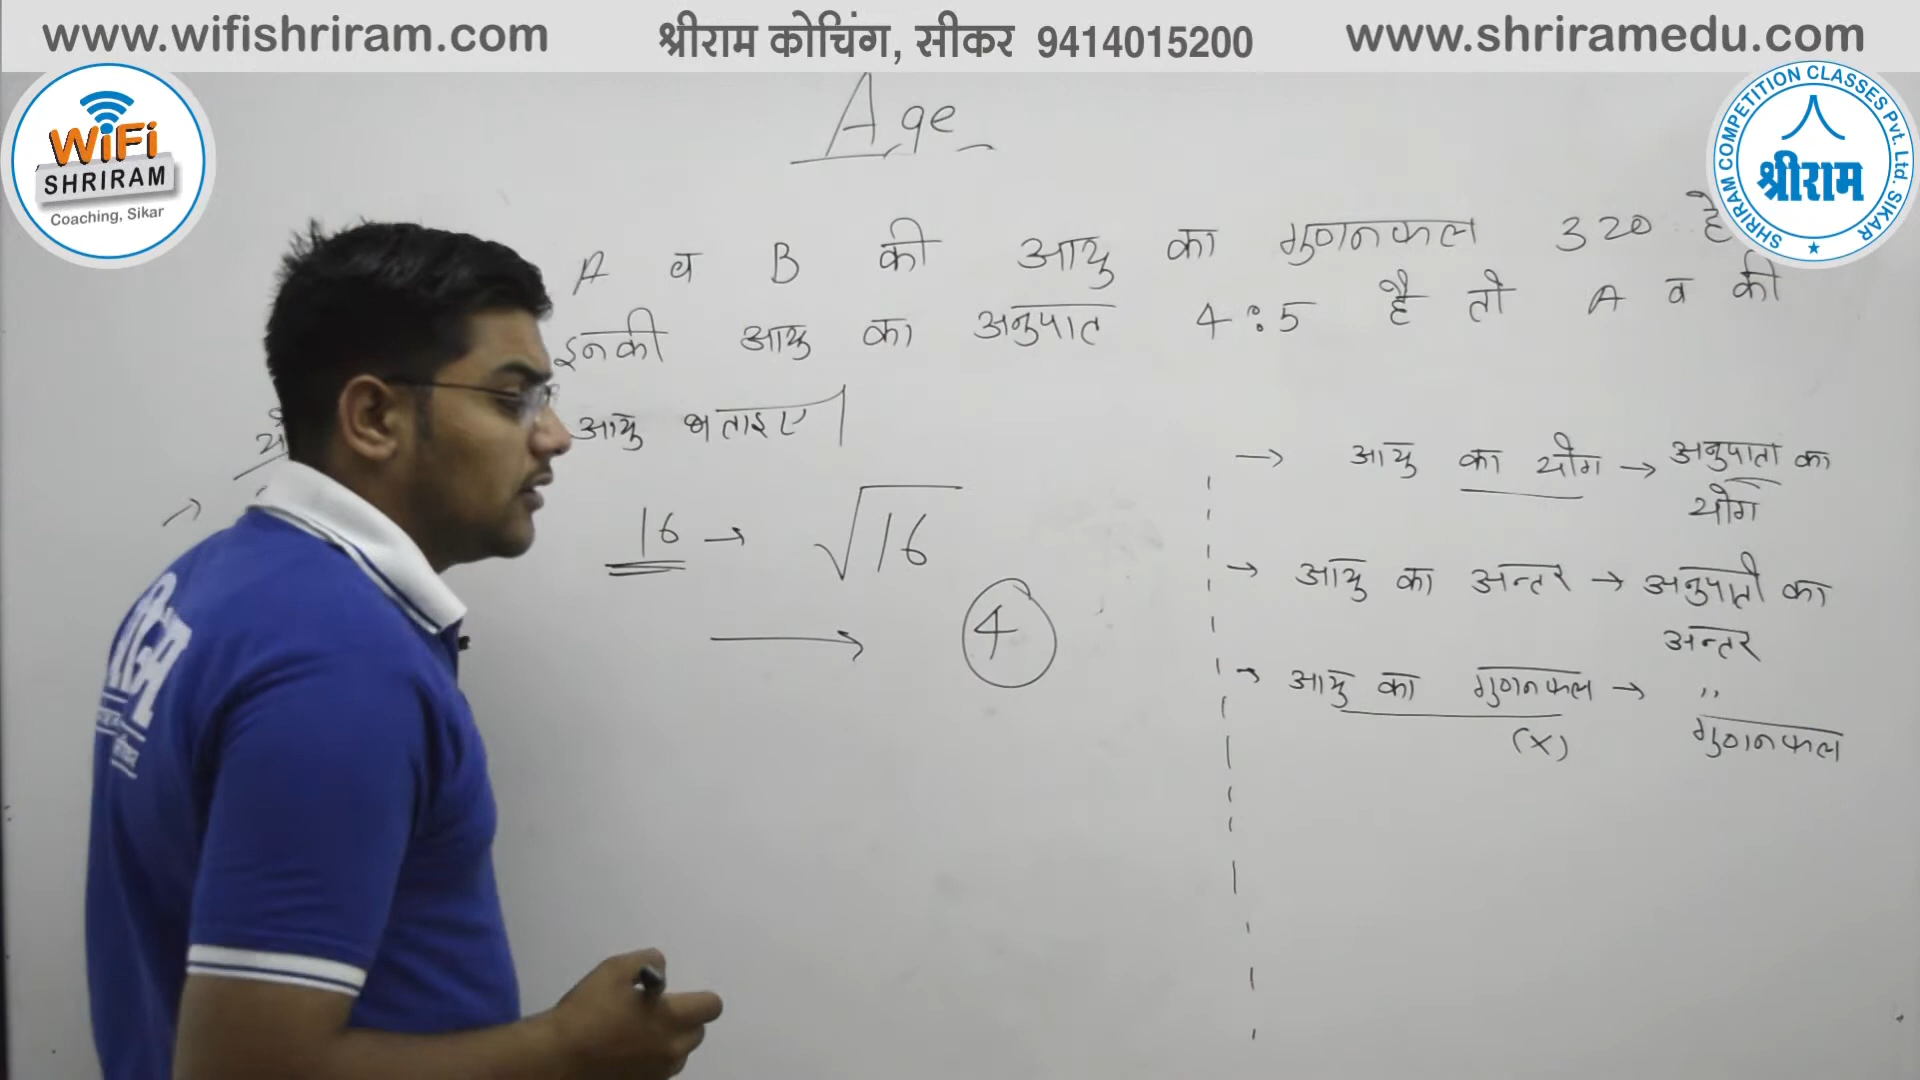 www.wifishriram.com
श्रीराम कोचिंग, सीकर 9414015200
www.shriramedu.com
WiFi
SHRIRAM
Coaching, Sikar
SHRIRAM COMPETITION CLASSES Pvt. Ltd. SIKAR
श्रीराम
Age
A व B की आयु का गुणनफल 320 है
इनकी आयु का अनुपात 4:5 है तो A व की
आयु बताइए।
16 → √16
→ 4
→ आयु का योग → अनुपातो का
योग
→ आयु का अन्तर → अनुपातो का
अन्तर
→ आयु का गुणनफल → ,,
(x) गुणनफल